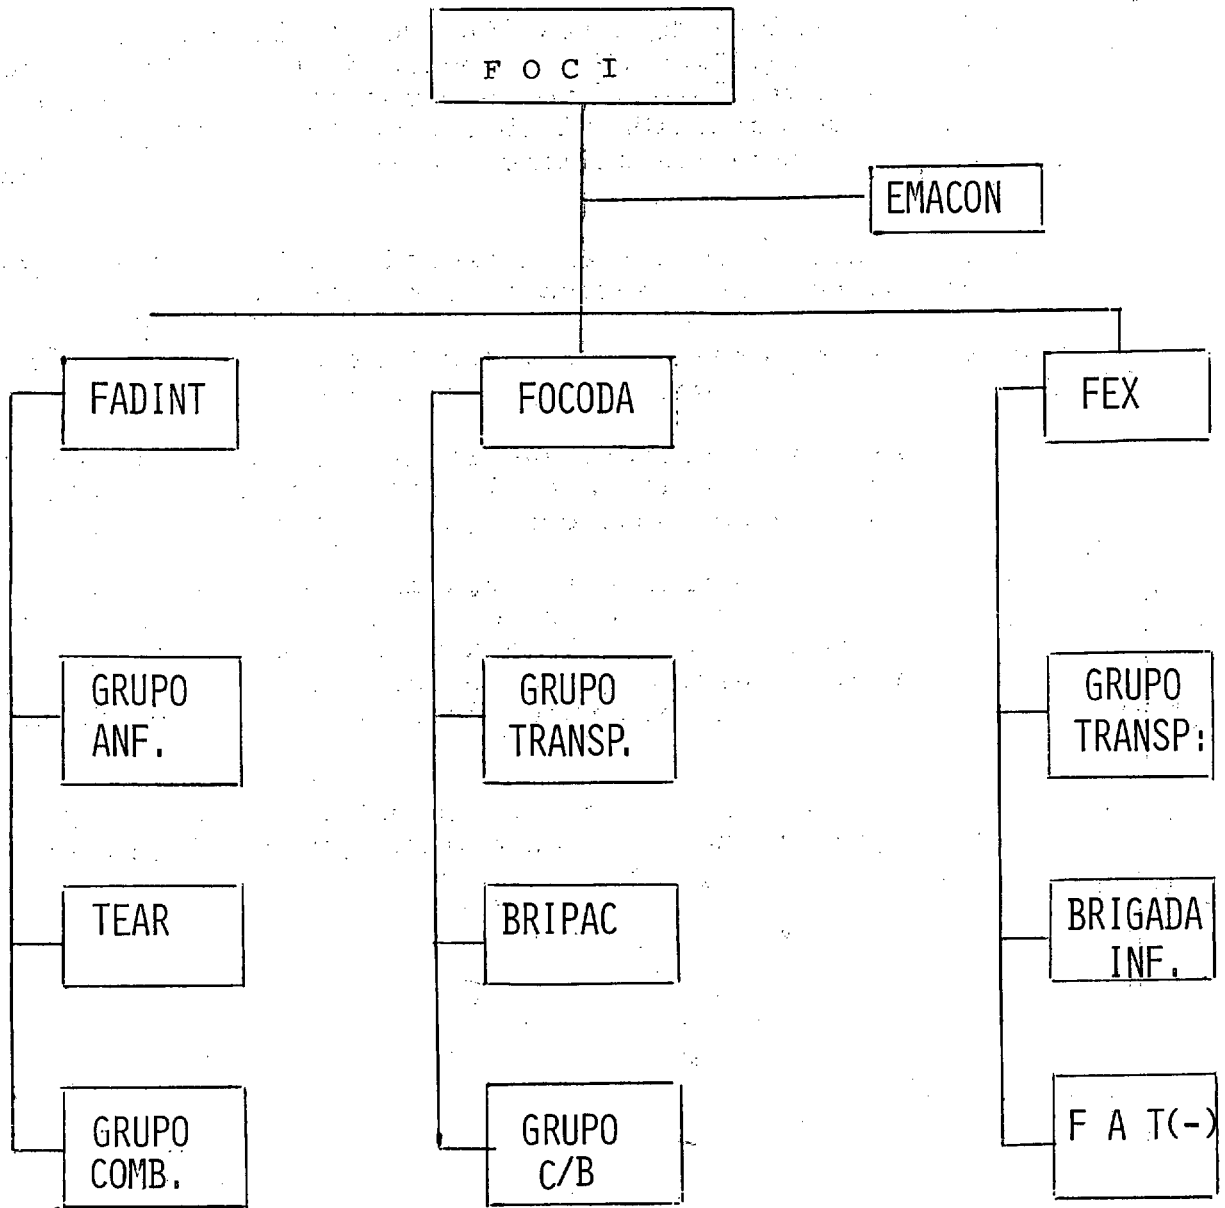 F O C I
EMACON
FADINT
FOCODA
FEX
GRUPO
ANF.
GRUPO
TRANSP.
GRUPO
TRANSP:
TEAR
BRIPAC
BRIGADA
INF.
GRUPO
COMB.
GRUPO
C/B
F A T(-)